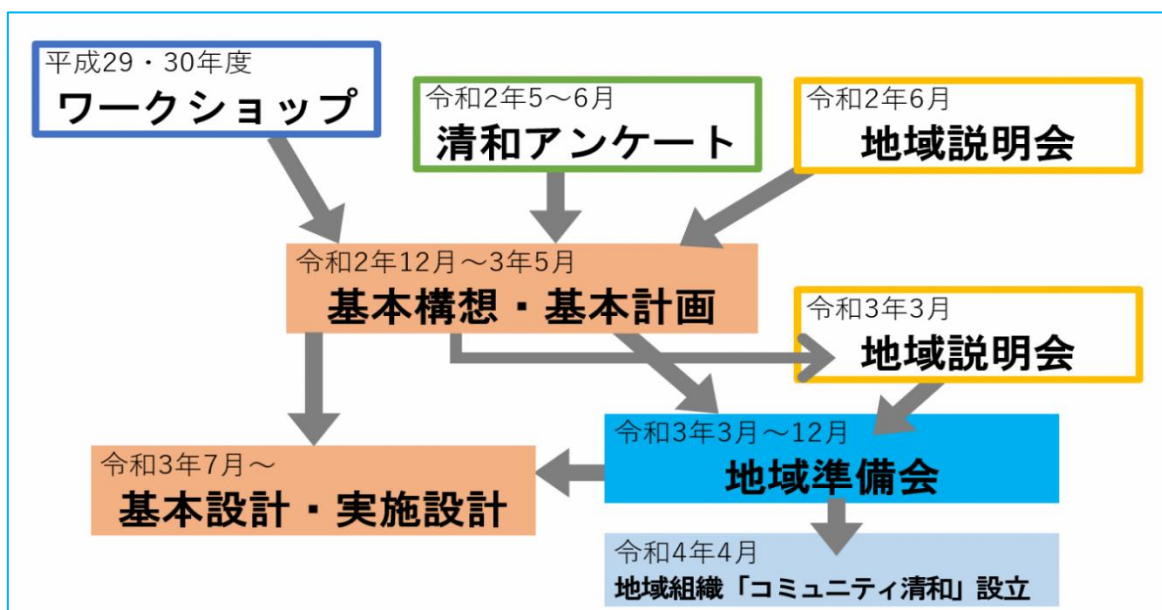 平成29・30年度
ワークショップ
令和2年5～6月
清和アンケート
令和2年6月
地域説明会
令和2年12月～3年5月
基本構想・基本計画
令和3年3月
地域説明会
令和3年3月～12月
地域準備会
令和3年7月～
基本設計・実施設計
令和4年4月
地域組織「コミュニティ清和」設立